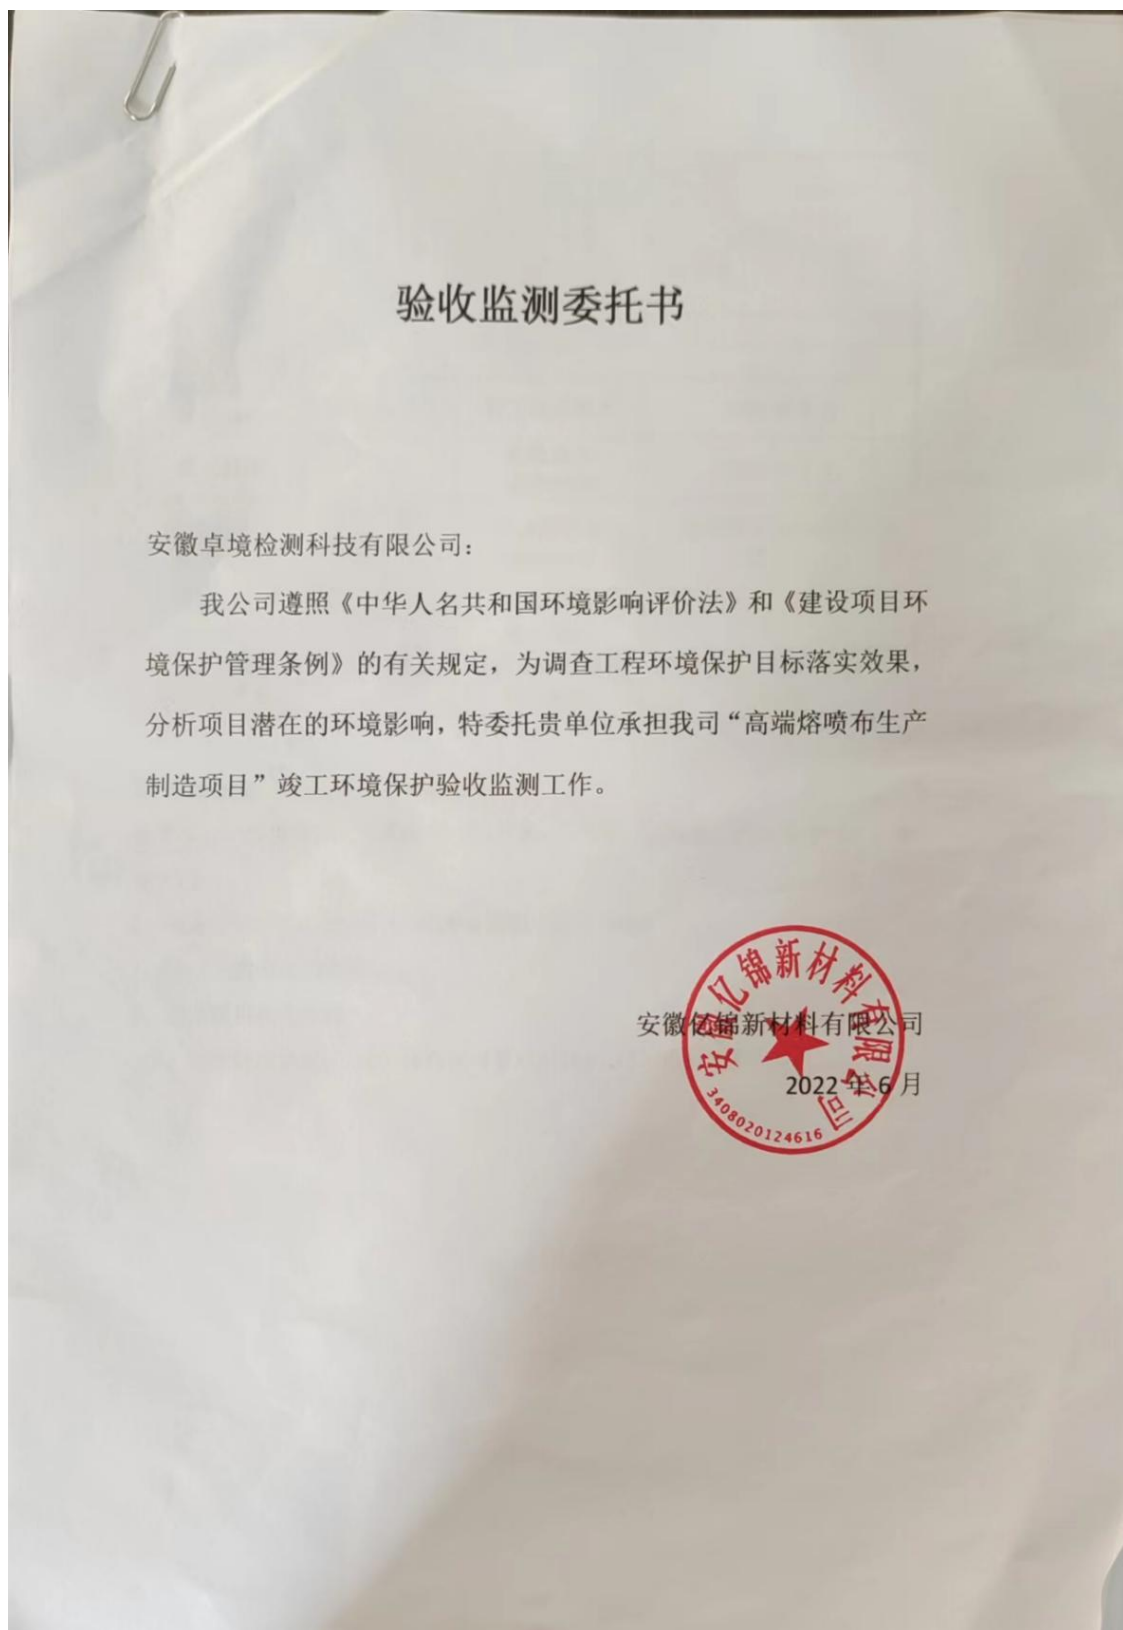 验收监测委托书
安徽卓境检测科技有限公司：
我公司遵照《中华人名共和国环境影响评价法》和《建设项目环
境保护管理条例》的有关规定，为调查工程环境保护目标落实效果，
分析项目潜在的环境影响，特委托贵单位承担我司“高端熔喷布生产
制造项目”竣工环境保护验收监测工作。
安徽亿锦新材料有限公司
2022 年 6 月
安徽亿锦新材料有限公司
3408020124616